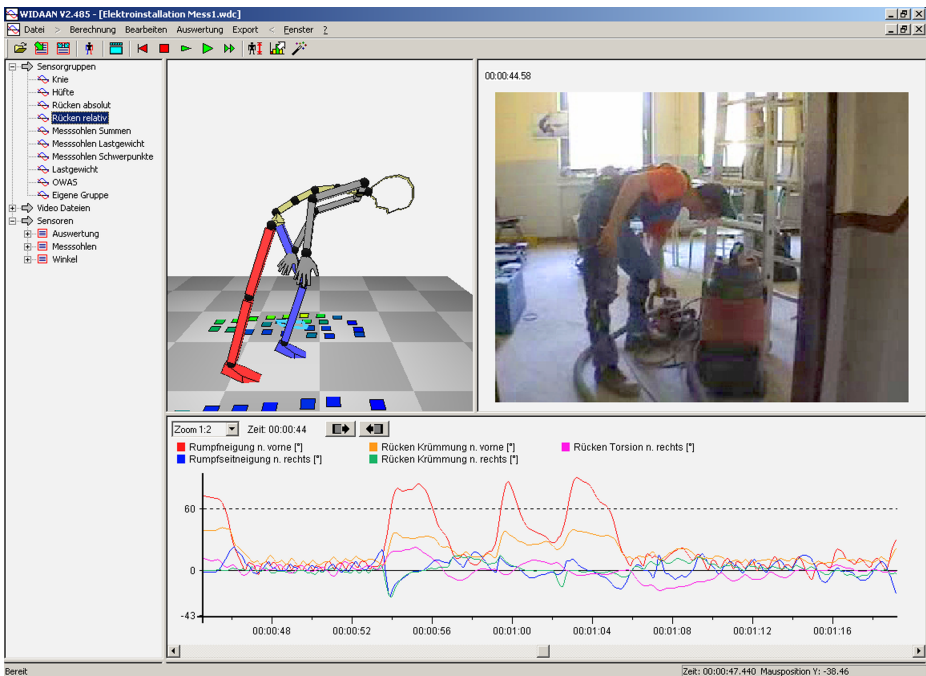 WIDAAN V2.485 - [Elektroinstallation Mess1.wdc]
Datei > Berechnung Bearbeiten Auswertung Export < Fenster ?
Sensorgruppen
Knie
Hüfte
Rücken absolut
Rücken relativ
Messsohlen Summen
Messsohlen Lastgewicht
Messsohlen Schwerpunkte
Lastgewicht
OWAS
Eigene Gruppe
Video Dateien
Sensoren
Auswertung
Messsohlen
Winkel
00:00:44.58
Zoom 1:2 Zeit: 00:00:44
Rumpfneigung n. vorne [°] Rücken Krümmung n. vorne [°] Rücken Torsion n. rechts [°]
Rumpfseitneigung n. rechts [°] Rücken Krümmung n. rechts [°]
60
0
-43
00:00:48 00:00:52 00:00:56 00:01:00 00:01:04 00:01:08 00:01:12 00:01:16
Bereit Zeit: 00:00:47.440 Mausposition Y: -38.46